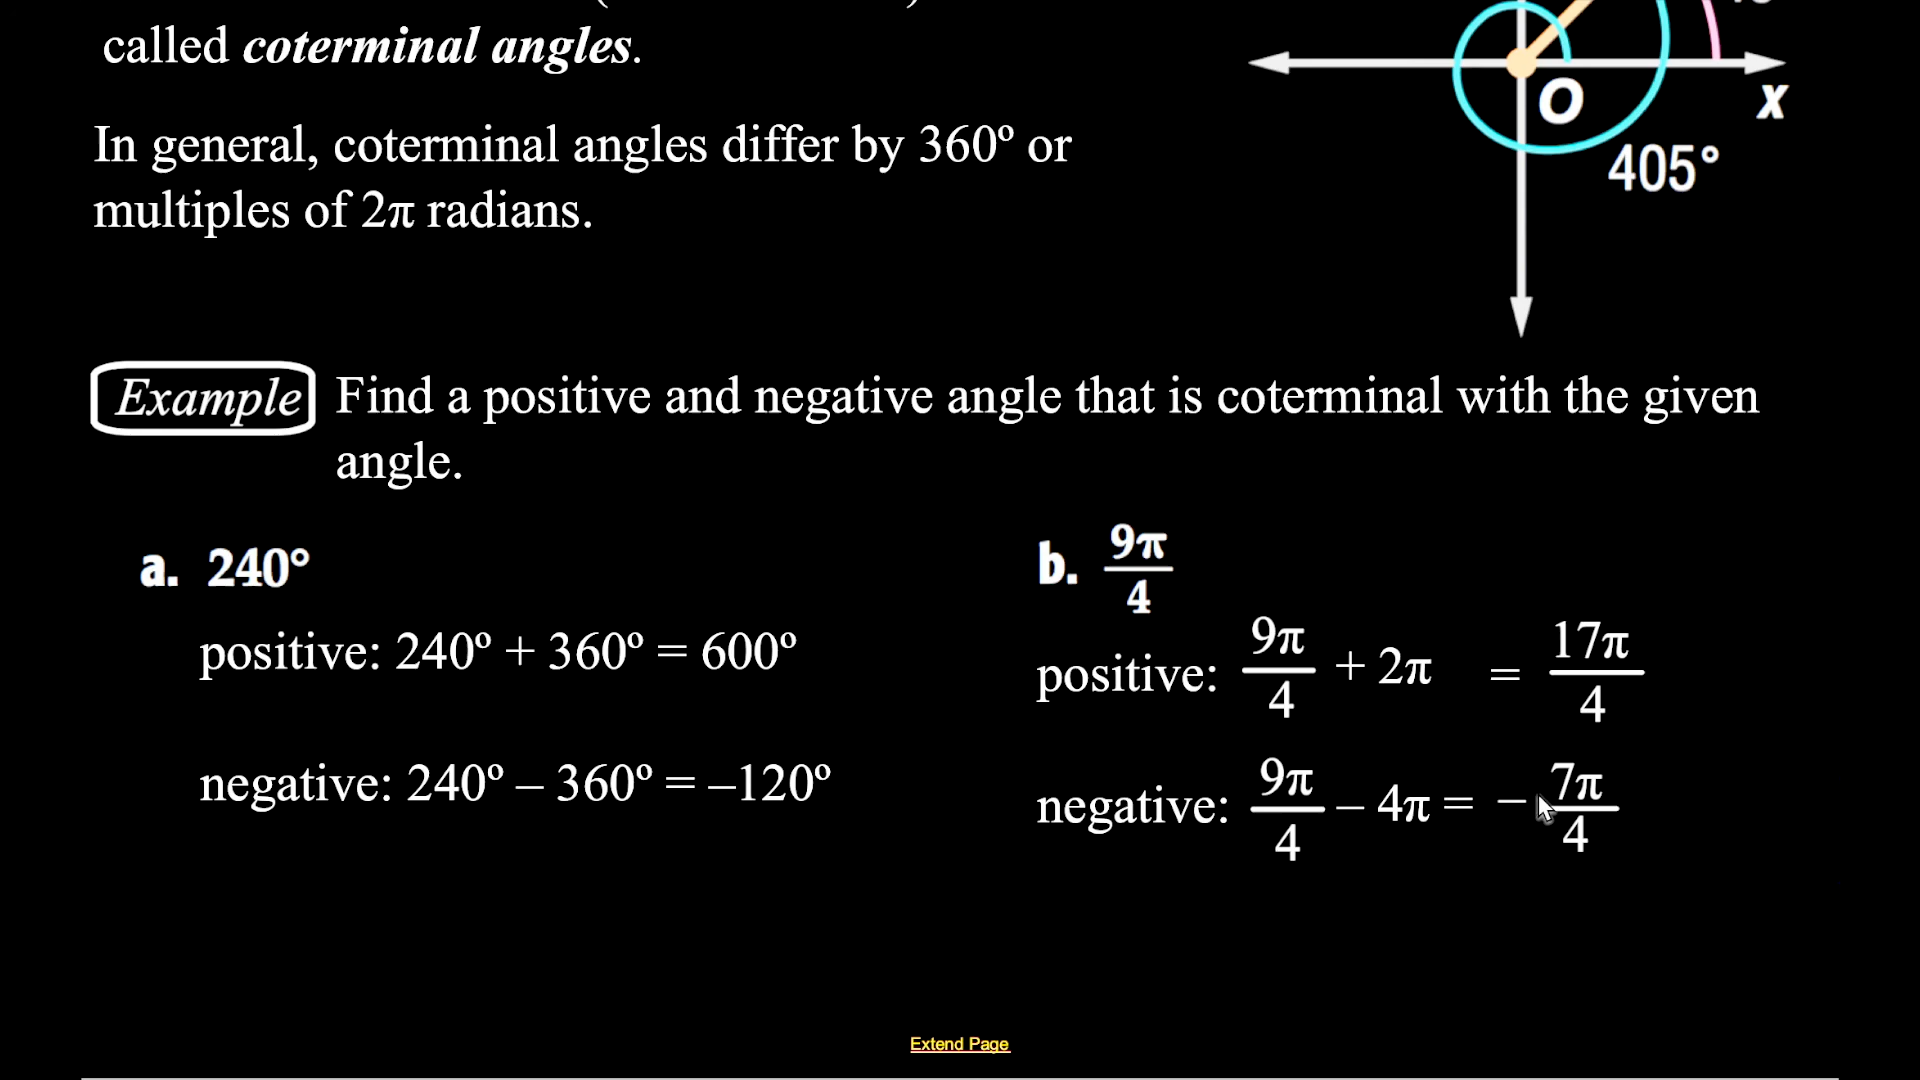 called coterminal angles.
In general, coterminal angles differ by 360º or
multiples of 2π radians.
O
x
405°
Example Find a positive and negative angle that is coterminal with the given
angle.
a. 240°
positive: 240º + 360º = 600º
negative: 240º – 360º = –120º
b. 9π/4
positive: 9π/4 + 2π = 17π/4
negative: 9π/4 – 4π = – 7π/4
Extend Page